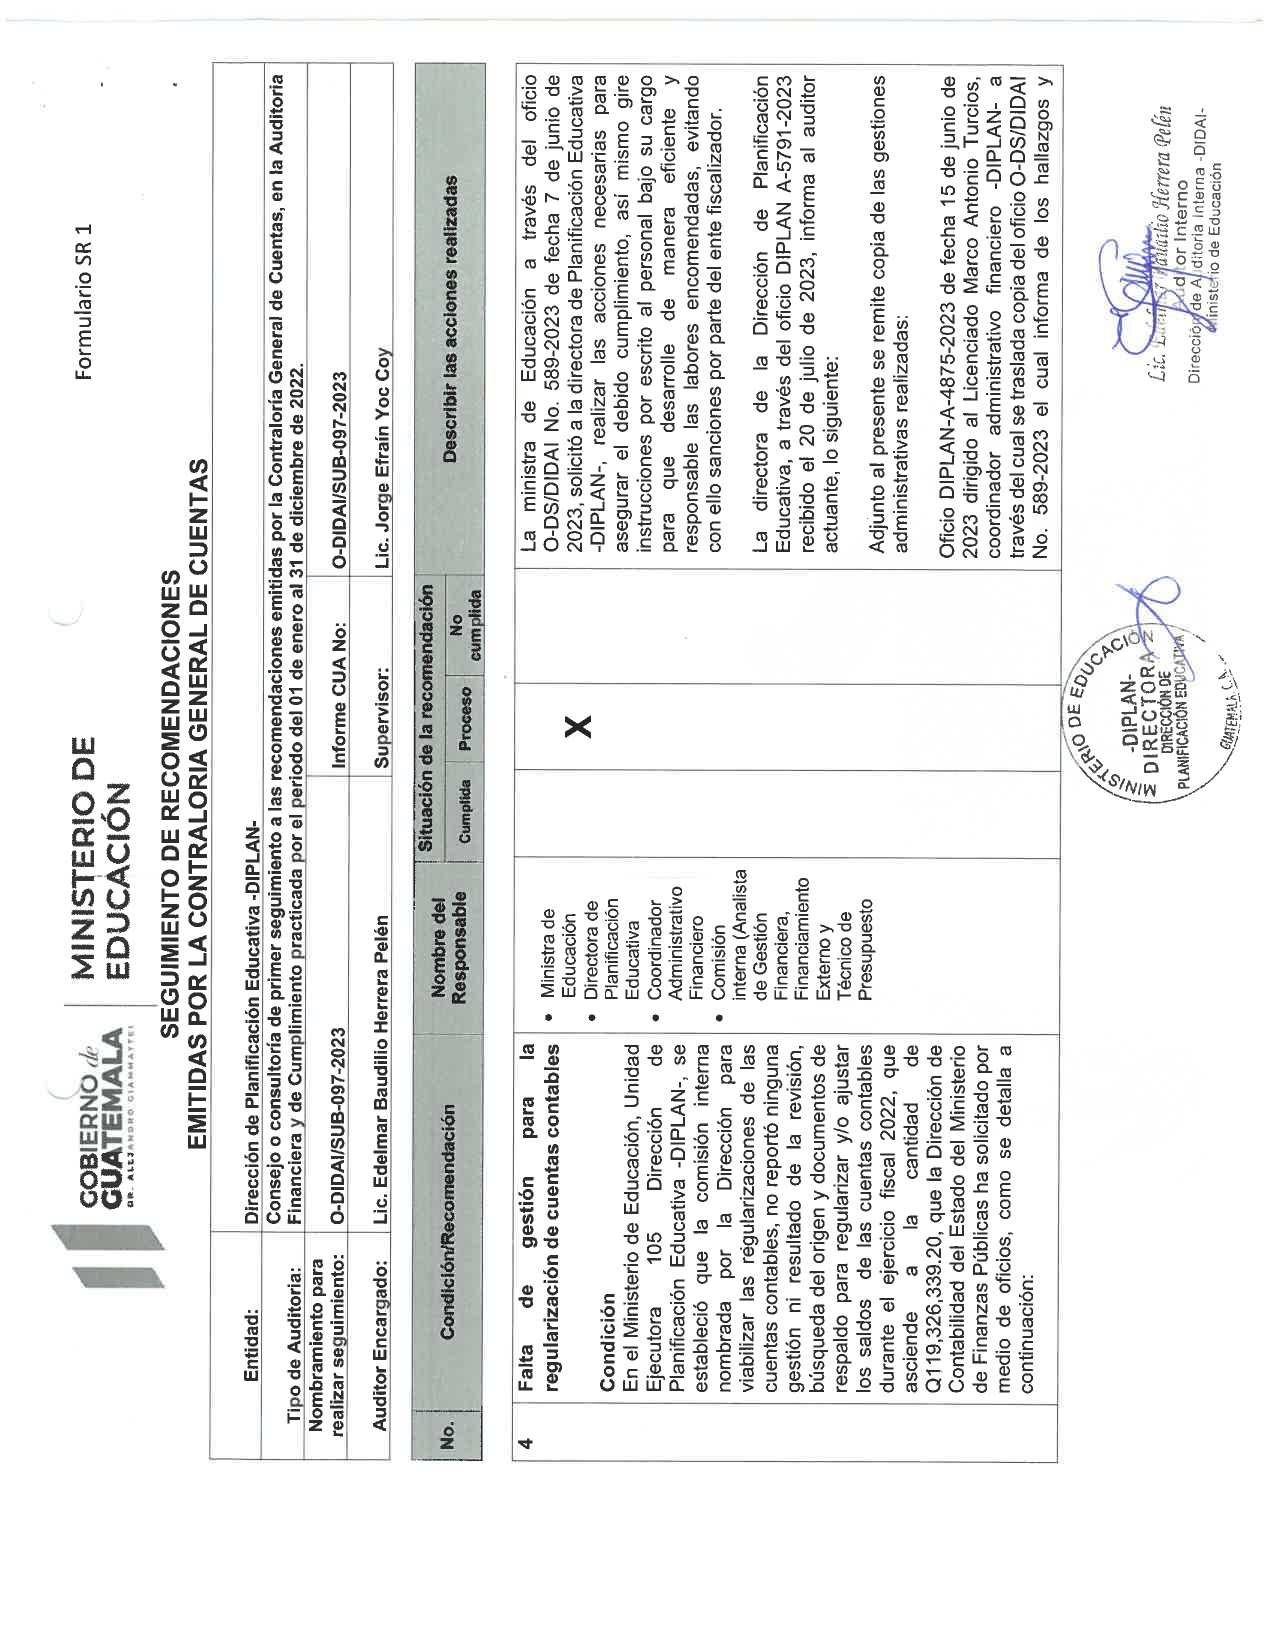 Formulario SR 1
GOBIERNO de
GUATEMALA
DR. ALEJANDRO GIAMMATTEI
MINISTERIO DE
EDUCACIÓN
SEGUIMIENTO DE RECOMENDACIONES
EMITIDAS POR LA CONTRALORIA GENERAL DE CUENTAS
Entidad: Dirección de Planificación Educativa -DIPLAN-
Tipo de Auditoria: Consejo o consultoría de primer seguimiento a las recomendaciones emitidas por la Contraloría General de Cuentas, en la Auditoria
Financiera y de Cumplimiento practicada por el periodo del 01 de enero al 31 de diciembre de 2022.
Nombramiento para
realizar seguimiento: O-DIDAI/SUB-097-2023 Informe CUA No: O-DIDAI/SUB-097-2023
Auditor Encargado: Lic. Edelmar Baudilio Herrera Pelén Supervisor: Lic. Jorge Efraín Yoc Coy
No. Condición/Recomendación
Nombre del
Responsable
Situación de la recomendación
Cumplida Proceso No
cumplida
Describir las acciones realizadas
4
Falta de gestión para la
regularización de cuentas contables
Condición
En el Ministerio de Educación, Unidad
Ejecutora 105 Dirección de
Planificación Educativa -DIPLAN-, se
estableció que la comisión interna
nombrada por la Dirección para
viabilizar las regularizaciones de las
cuentas contables, no reportó ninguna
gestión ni resultado de la revisión,
búsqueda del origen y documentos de
respaldo para regularizar y/o ajustar
los saldos de las cuentas contables
durante el ejercicio fiscal 2022, que
asciende a la cantidad de
Q119,326,339.20, que la Dirección de
Contabilidad del Estado del Ministerio
de Finanzas Públicas ha solicitado por
medio de oficios, como se detalla a
continuación:
• Ministra de
Educación
• Directora de
Planificación
Educativa
• Coordinador
Administrativo
Financiero
• Comisión
interna (Analista
de Gestión
Financiera,
Financiamiento
Externo y
Técnico de
Presupuesto
X
La ministra de Educación a través del oficio
O-DS/DIDAI No. 589-2023 de fecha 7 de junio de
2023, solicitó a la directora de Planificación Educativa
-DIPLAN-, realizar las acciones necesarias para
asegurar el debido cumplimiento, así mismo gire
instrucciones por escrito al personal bajo su cargo
para que desarrolle de manera eficiente y
responsable las labores encomendadas, evitando
con ello sanciones por parte del ente fiscalizador.
La directora de la Dirección de Planificación
Educativa, a través del oficio DIPLAN A-5791-2023
recibido el 20 de julio de 2023, informa al auditor
actuante, lo siguiente:
Adjunto al presente se remite copia de las gestiones
administrativas realizadas:
Oficio DIPLAN-A-4875-2023 de fecha 15 de junio de
2023 dirigido al Licenciado Marco Antonio Turcios,
coordinador administrativo financiero -DIPLAN- a
través del cual se traslada copia del oficio O-DS/DIDAI
No. 589-2023 el cual informa de los hallazgos y
MINISTERIO DE EDUCACIÓN
-DIPLAN-
DIRECTORA
DIRECCIÓN DE
PLANIFICACIÓN EDUCATIVA
GUATEMALA, C.A.
Lic. Herrera Pelén
Auditor Interno
Dirección de Auditoria Interna -DIDAI-
Ministerio de Educación